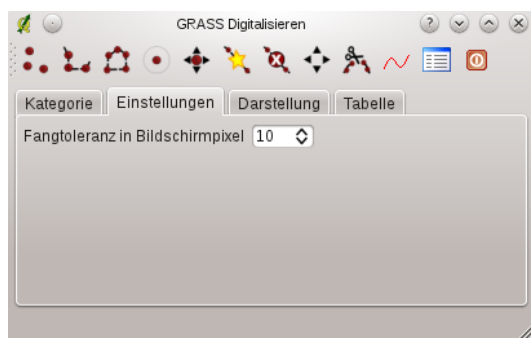 GRASS Digitalisieren
Kategorie Einstellungen Darstellung Tabelle
Fangtoleranz in Bildschirmpixel 10